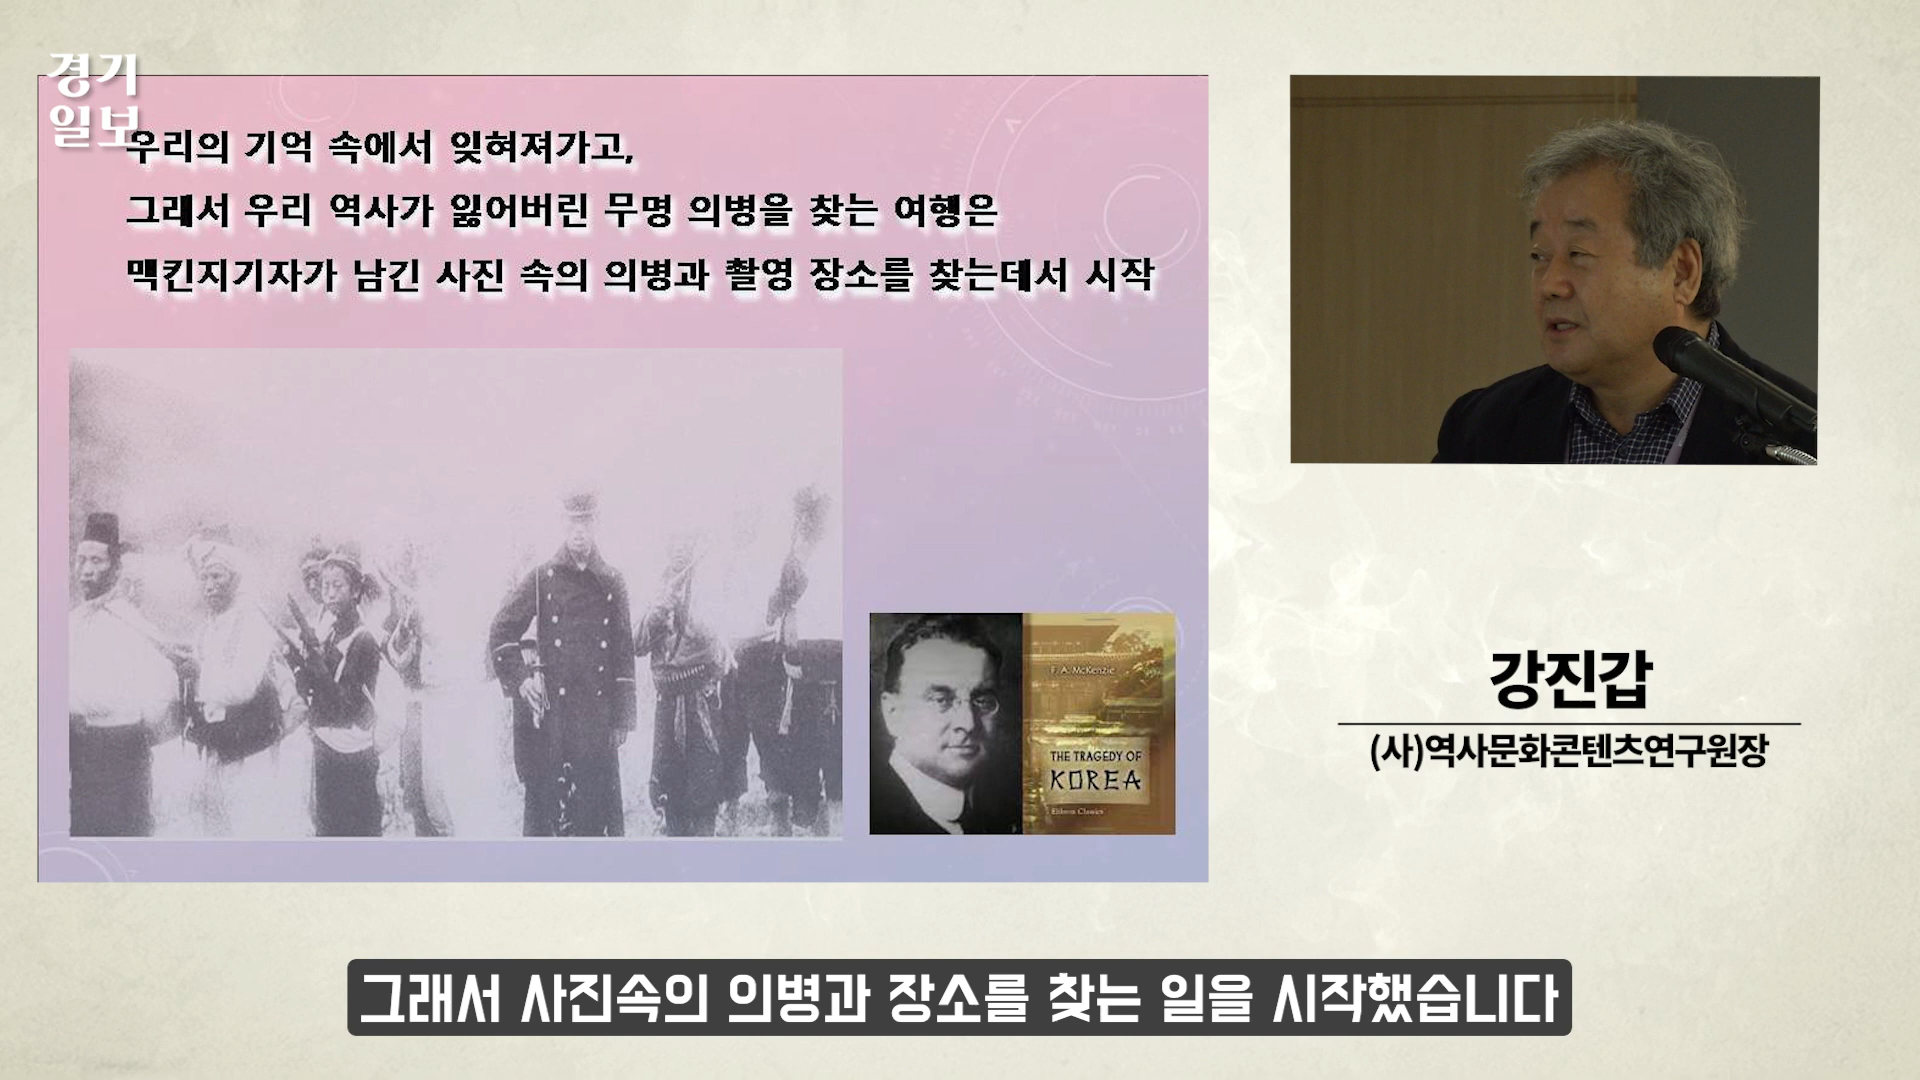 경기
일보
우리의 기억 속에서 잊혀져가고,
그래서 우리 역사가 잃어버린 무명 의병을 찾는 여행은
맥킨지기자가 남긴 사진 속의 의병과 촬영 장소를 찾는데서 시작
F. A. McKenzie
THE TRAGEDY OF
KOREA
Elibron Classics
강진갑
(사)역사문화콘텐츠연구원장
그래서 사진속의 의병과 장소를 찾는 일을 시작했습니다